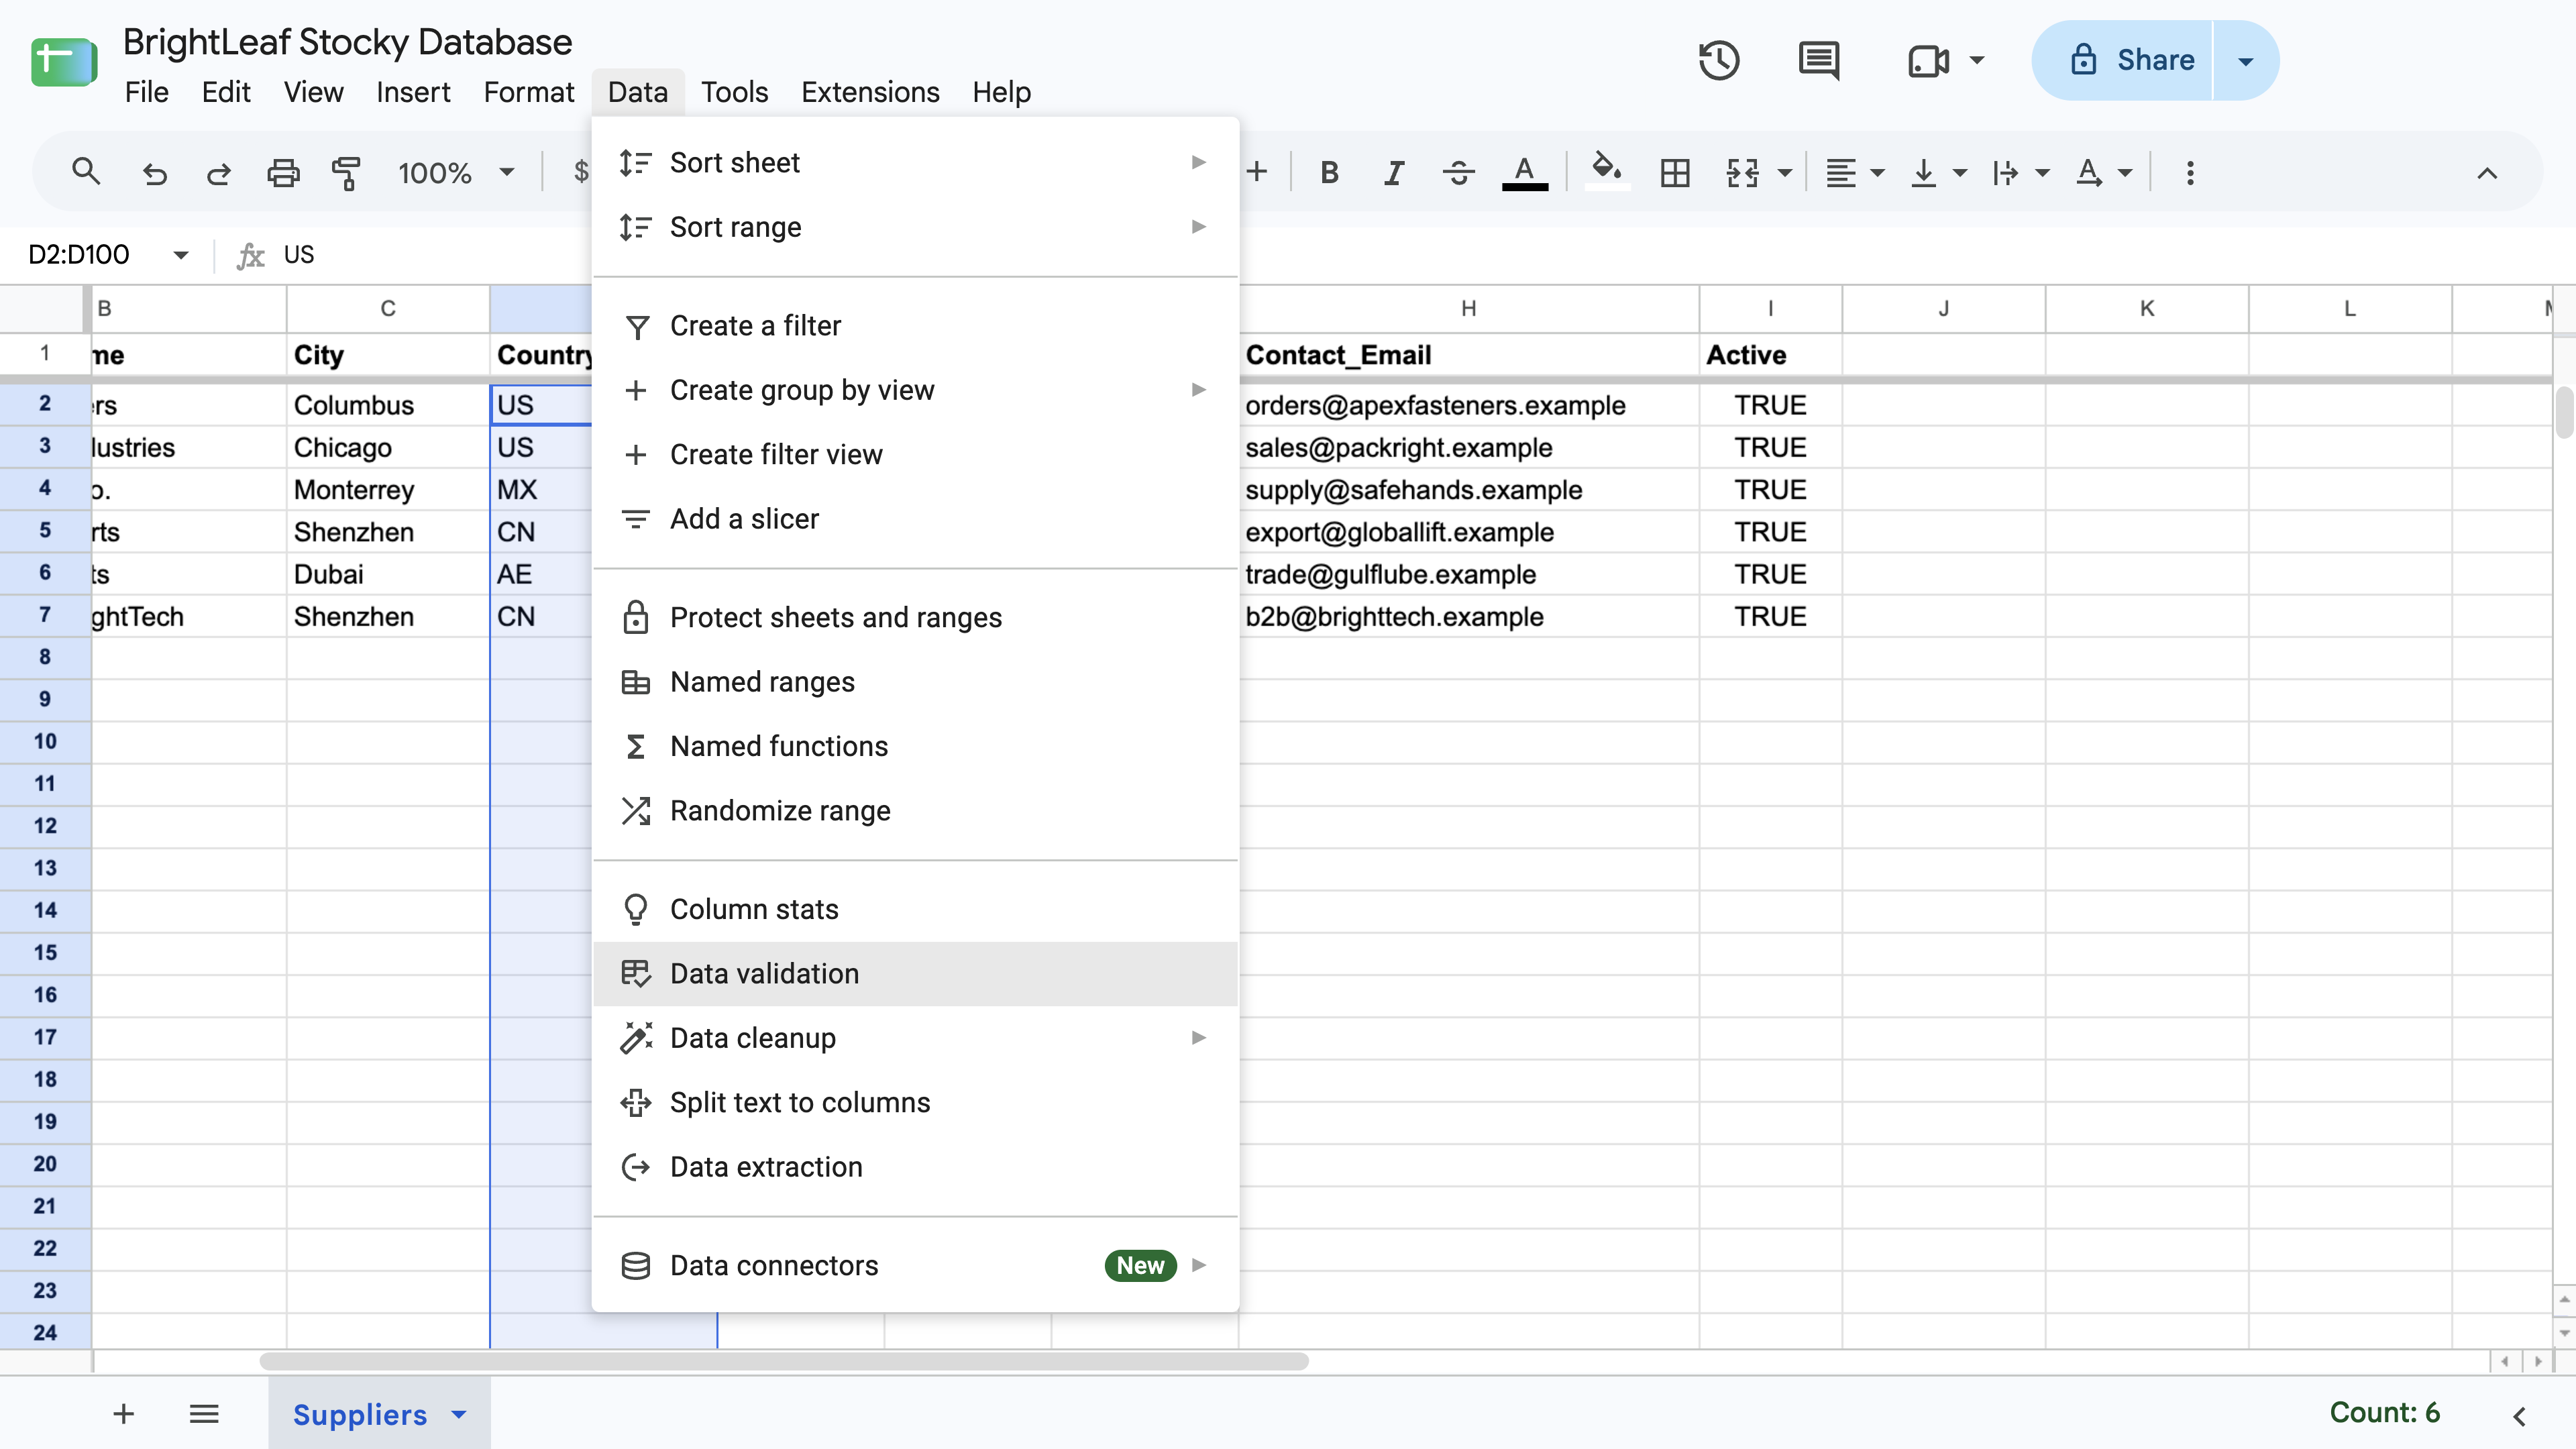 BrightLeaf Stocky Database
File Edit View Insert Format Data Tools Extensions Help
Share
100% $
B I A A
D2:D100 fx US
B C H I J K L
1 me City Country Contact_Email Active
2 ers Columbus US orders@apexfasteners.example TRUE
3 lustries Chicago US sales@packright.example TRUE
4 o. Monterrey MX supply@safehands.example TRUE
5 rts Shenzhen CN export@globallift.example TRUE
6 ts Dubai AE trade@gulflube.example TRUE
7 ghtTech Shenzhen CN b2b@brighttech.example TRUE
8
9
10
11
12
13
14
15
16
17
18
19
20
21
22
23
24
Sort sheet
Sort range
Create a filter
Create group by view
Create filter view
Add a slicer
Protect sheets and ranges
Named ranges
Named functions
Randomize range
Column stats
Data validation
Data cleanup
Split text to columns
Data extraction
Data connectors New
Suppliers
Count: 6